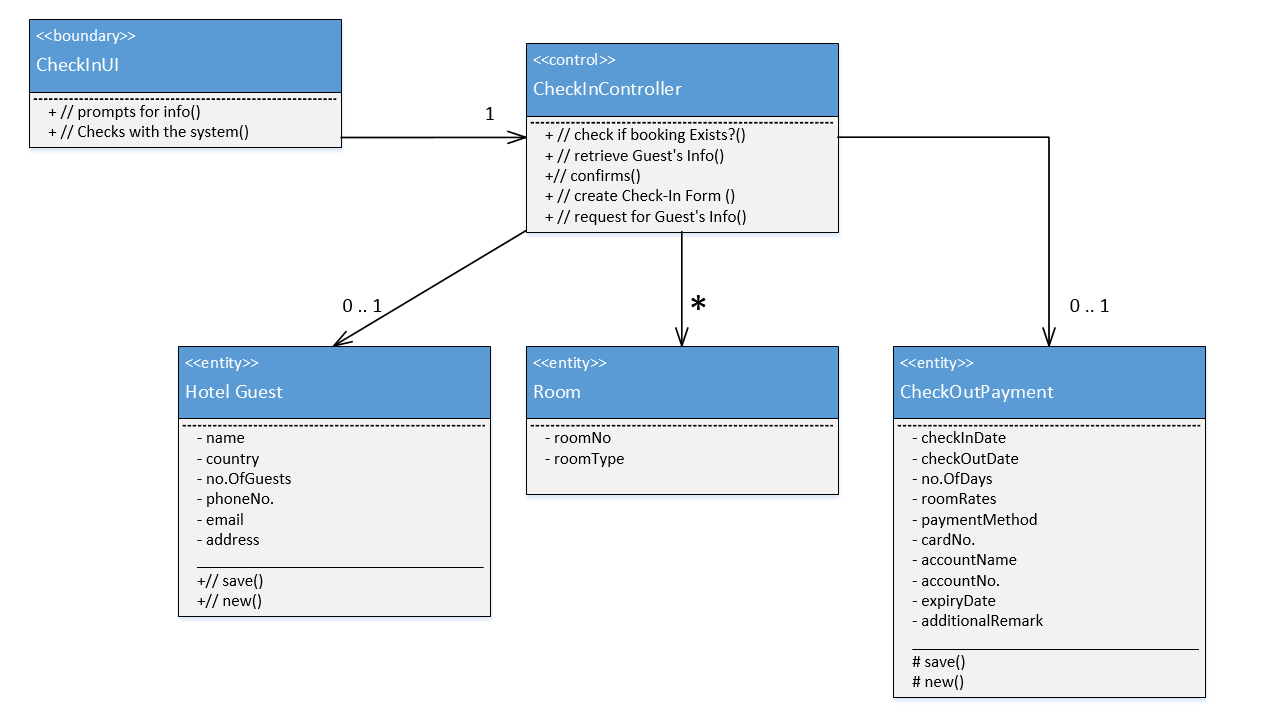 <<boundary>>
CheckInUI
+ // prompts for info()
+ // Checks with the system()
1
<<control>>
CheckInController
+ // check if booking Exists?()
+ // retrieve Guest's Info()
+// confirms()
+ // create Check-In Form ()
+ // request for Guest's Info()
0 .. 1
*
0 .. 1
<<entity>>
Hotel Guest
- name
- country
- no.OfGuests
- phoneNo.
- email
- address
+// save()
+// new()
<<entity>>
Room
- roomNo
- roomType
<<entity>>
CheckOutPayment
- checkInDate
- checkOutDate
- no.OfDays
- roomRates
- paymentMethod
- cardNo.
- accountName
- accountNo.
- expiryDate
- additionalRemark
# save()
# new()